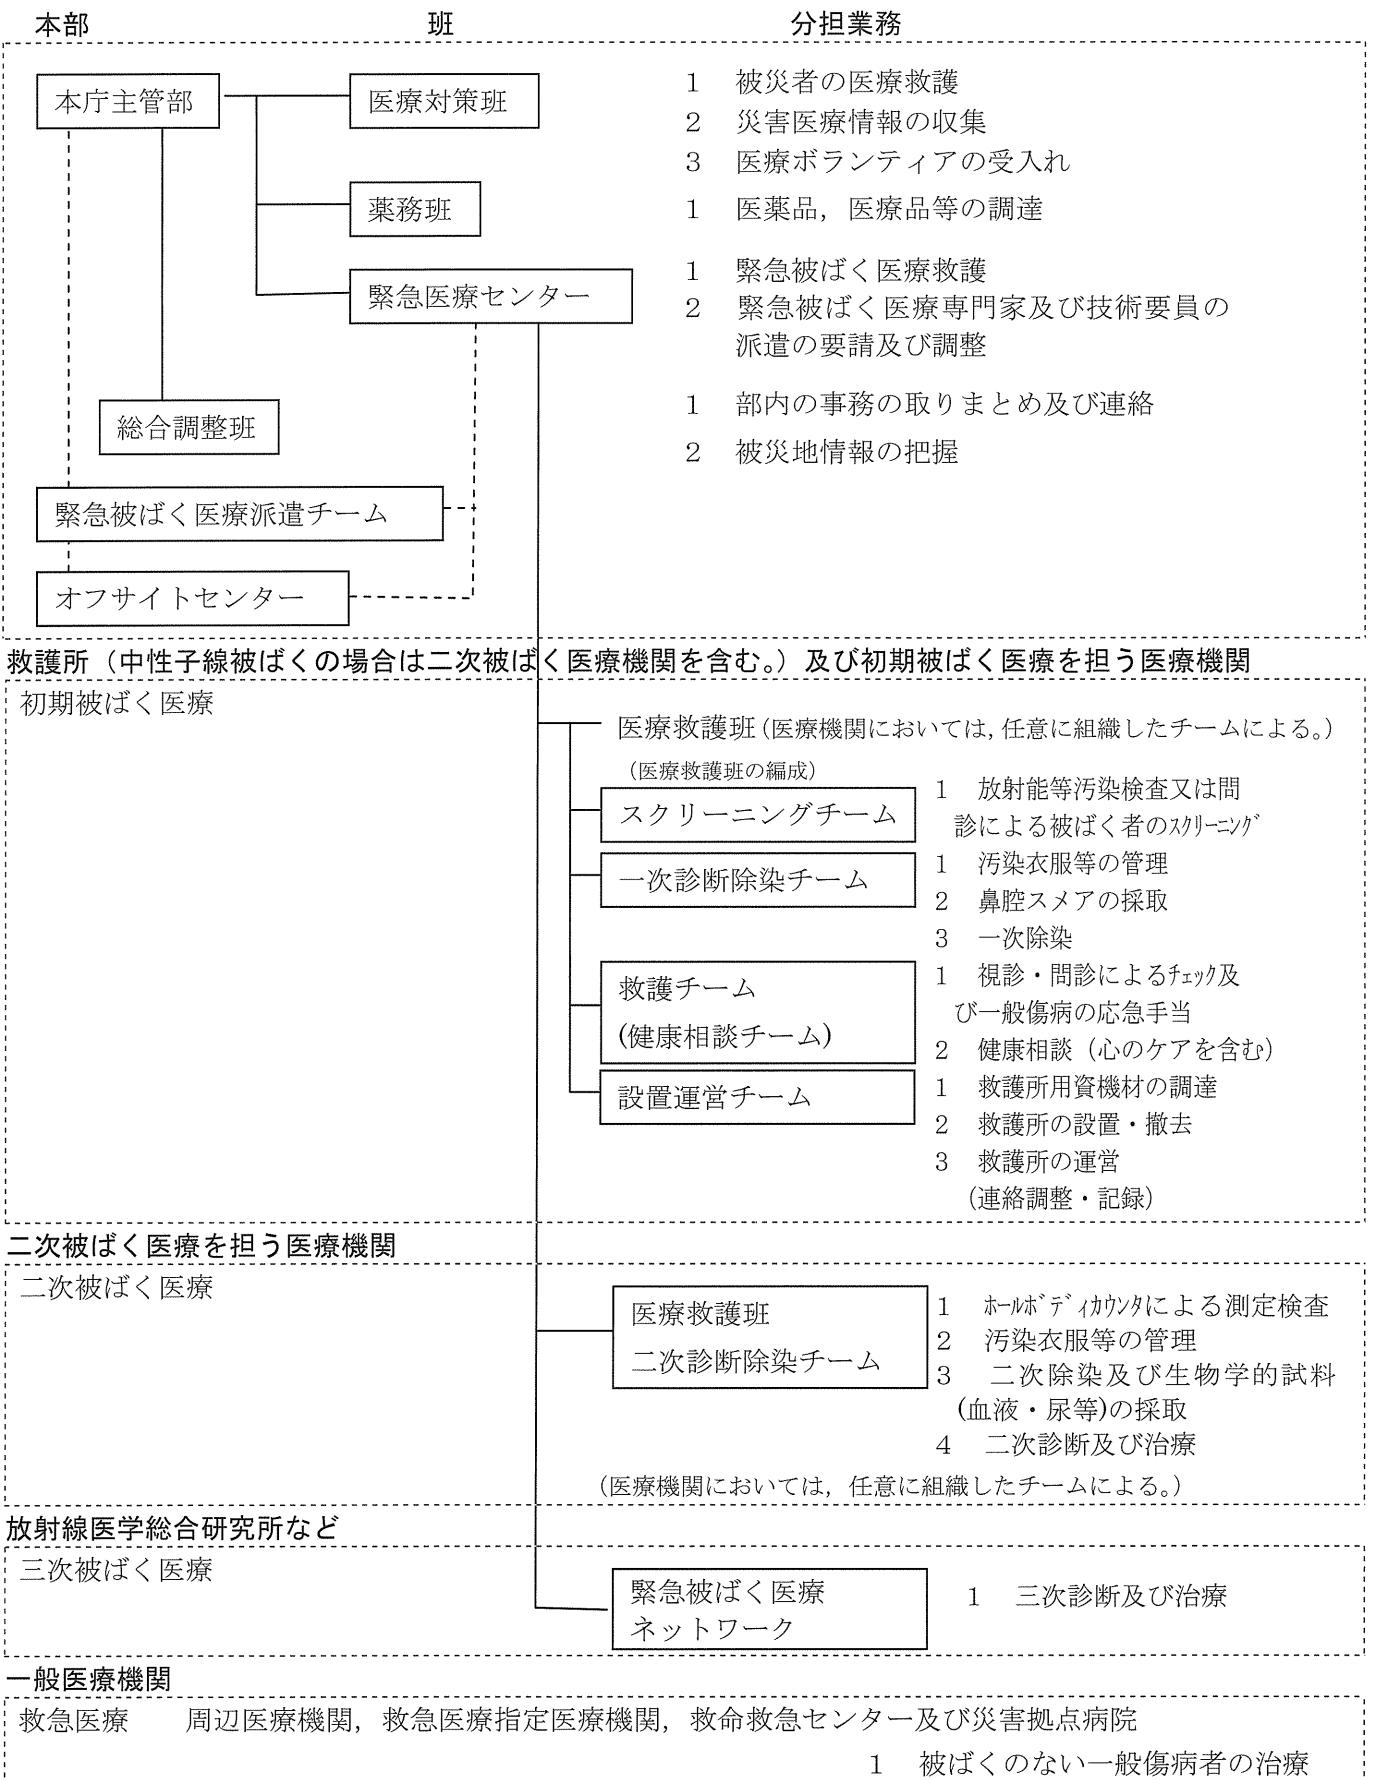 本部　班　分担業務
本庁主管部　医療対策班　1　被災者の医療救護
2　災害医療情報の収集
3　医療ボランティアの受入れ
薬務班　1　医薬品，医療品等の調達
緊急医療センター　1　緊急被ばく医療救護
2　緊急被ばく医療専門家及び技術要員の
派遣の要請及び調整
総合調整班　1　部内の事務の取りまとめ及び連絡
2　被災地情報の把握
緊急被ばく医療派遣チーム
オフサイトセンター
救護所（中性子線被ばくの場合は二次被ばく医療機関を含む。）及び初期被ばく医療を担う医療機関
初期被ばく医療
医療救護班（医療機関においては，任意に組織したチームによる。）
（医療救護班の編成）
スクリーニングチーム　1　放射能等汚染検査又は問
診による被ばく者のｽｸﾘｰﾆﾝｸﾞ
一次診断除染チーム　1　汚染衣服等の管理
2　鼻腔スメアの採取
3　一次除染
救護チーム　1　視診・問診によるﾁｪｯｸ及
(健康相談チーム)　び一般傷病の応急手当
2　健康相談（心のケアを含む）
設置運営チーム　1　救護所用資機材の調達
2　救護所の設置・撤去
3　救護所の運営
（連絡調整・記録）
二次被ばく医療を担う医療機関
二次被ばく医療
医療救護班　1　ﾎｰﾙﾎﾞﾃﾞｨｶｳﾝﾀによる測定検査
二次診断除染チーム　2　汚染衣服等の管理
3　二次除染及び生物学的試料
(血液・尿等)の採取
4　二次診断及び治療
（医療機関においては，任意に組織したチームによる。）
放射線医学総合研究所など
三次被ばく医療
緊急被ばく医療　1　三次診断及び治療
ネットワーク
一般医療機関
救急医療　周辺医療機関，救急医療指定医療機関，救命救急センター及び災害拠点病院
1　被ばくのない一般傷病者の治療